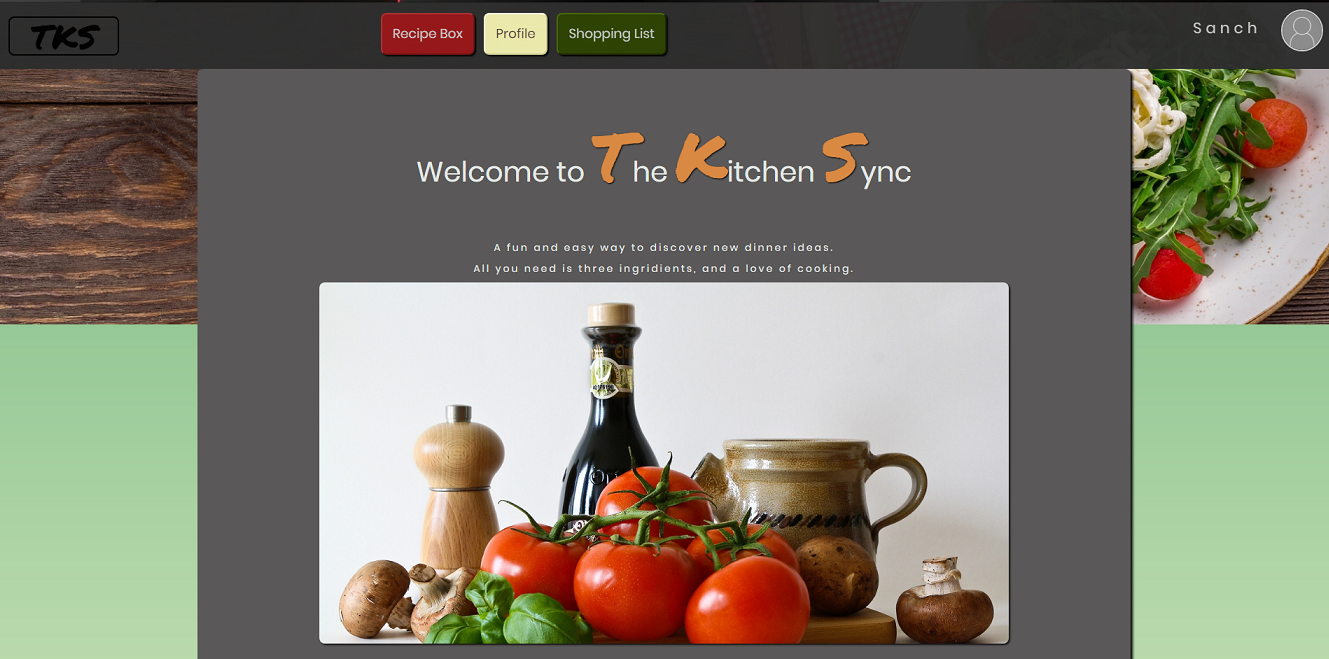 TKS
Recipe Box
Profile
Shopping List
Sanch
Welcome to The Kitchen Sync
A fun and easy way to discover new dinner ideas.
All you need is three ingridients, and a love of cooking.